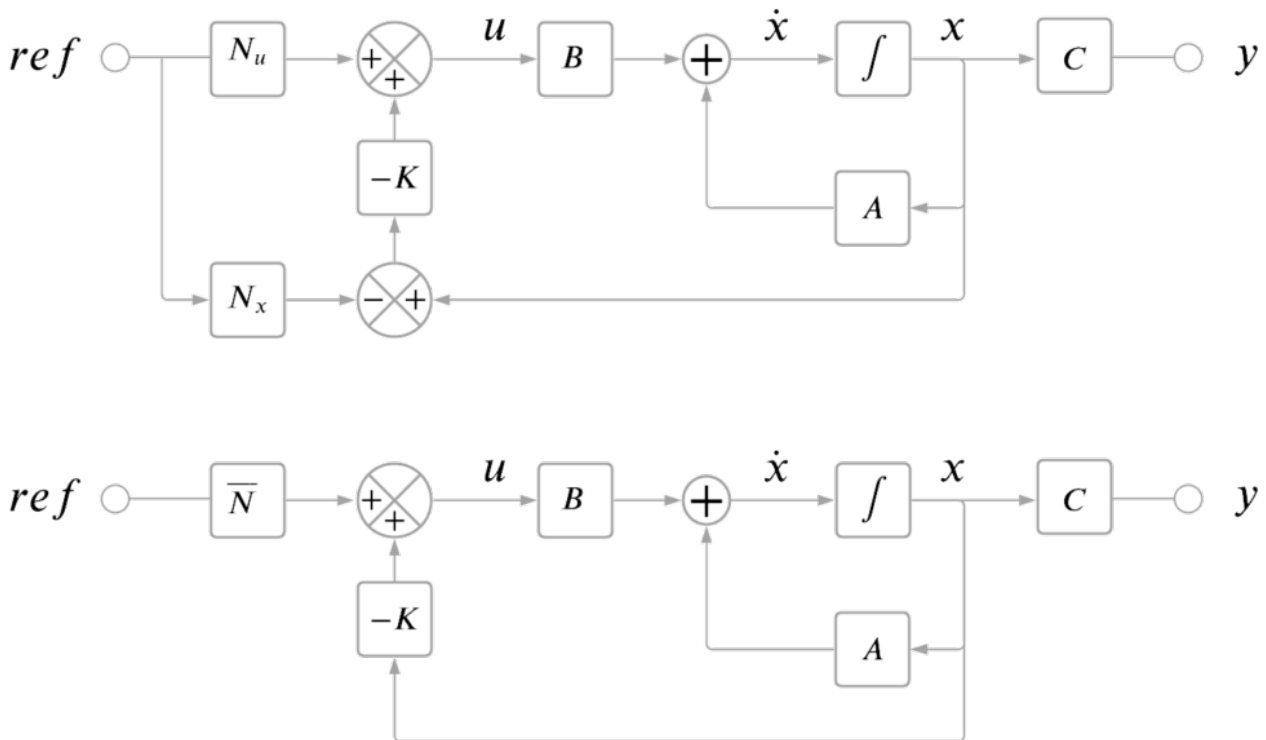 u ẋ x
ref N_u + + B + ∫ C y
−K
A
N_x − +
u ẋ x
ref N̅ + + B + ∫ C y
−K
A